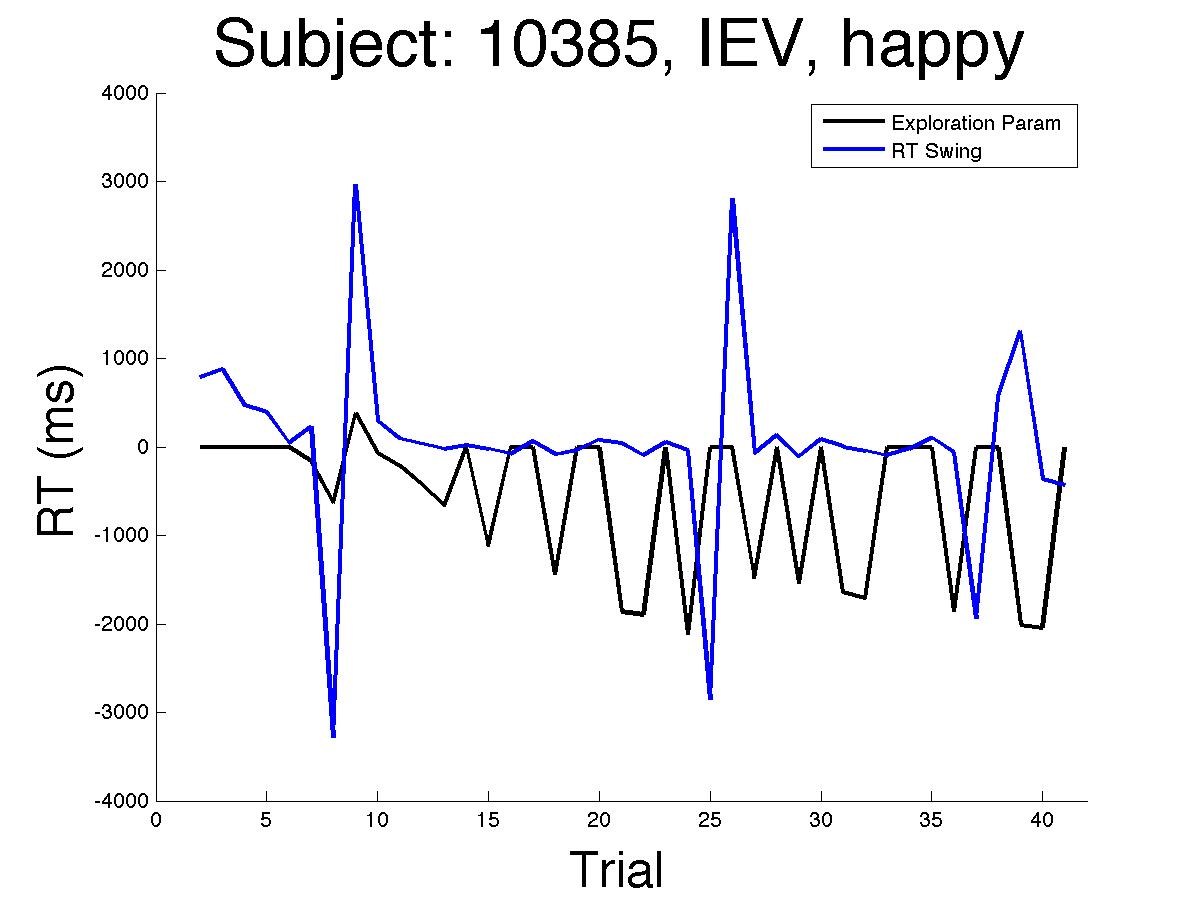 Subject: 10385, IEV, happy
Exploration Param
RT Swing
4000
3000
2000
1000
0
-1000
-2000
-3000
-4000
RT (ms)
0 5 10 15 20 25 30 35 40
Trial